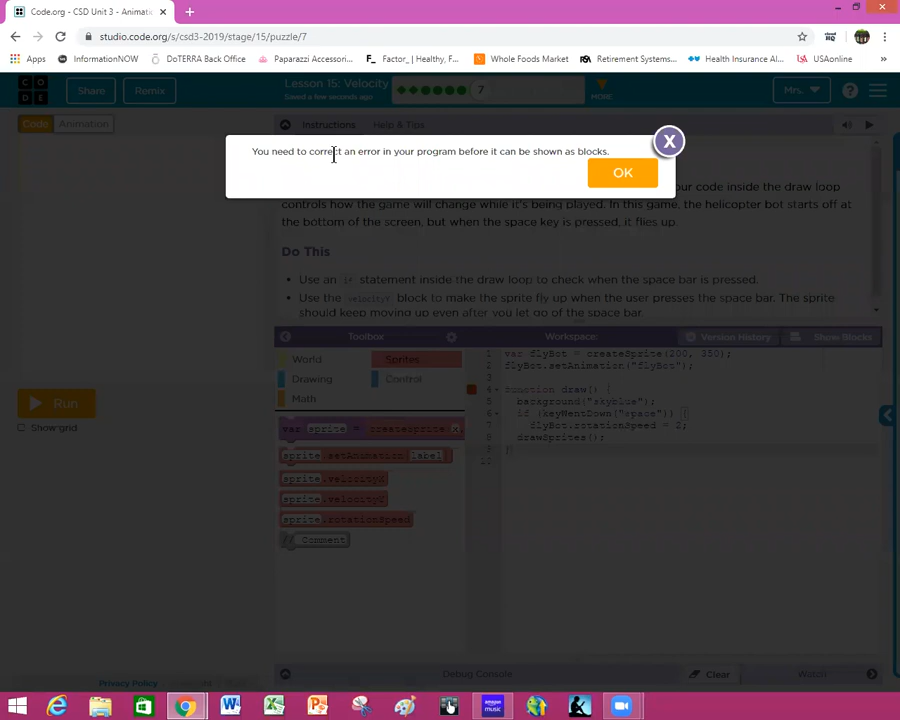 Code.org - CSD Unit 3 - Animati
studio.code.org/s/csd3-2019/stage/15/puzzle/7
Apps InformationNOW DoTERRA Back Office Paparazzi Accessori... Factor_ | Healthy, F... Whole Foods Market Retirement Systems... Health Insurance Al... USAonline »
CODE Share Remix Lesson 15: Velocity 7 MORE Mrs.
Saved a few seconds ago
Code Animation Instructions Help & Tips
You need to correct an error in your program before it can be shown as blocks.
OK
X
our code inside the draw loop
controls how the game will change while it's being played. In this game, the helicopter bot starts off at
the bottom of the screen, but when the space key is pressed, it flies up.
Do This
Use an if statement inside the draw loop to check when the space bar is pressed.
Use the velocityY block to make the sprite fly up when the user presses the space bar. The sprite
should keep moving up even after you let go of the space bar.
Toolbox Workspace: Version History Show Blocks
World Sprites
Drawing Control
Math
var sprite = createSprite(x,
sprite.setAnimation(label)
sprite.velocityX
sprite.velocityY
sprite.rotationSpeed
// Comment
1 var flyBot = createSprite(200, 350);
2 flyBot.setAnimation("flyBot");
3
4 function draw() {
5 background("skyblue");
6 if (keyWentDown("space")) {
7 flyBot.rotationSpeed = 2;
8 drawSprites();
9 }
10
Run
Show grid
Debug Console Clear Watch
Privacy Policy